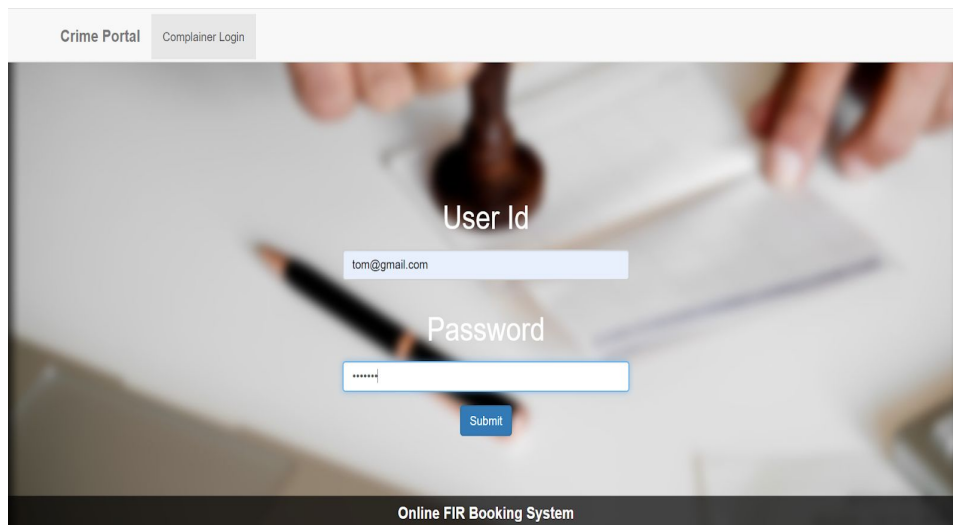 Crime Portal Complainer Login
User Id
tom@gmail.com
Password
•••••••
Submit
Online FIR Booking System